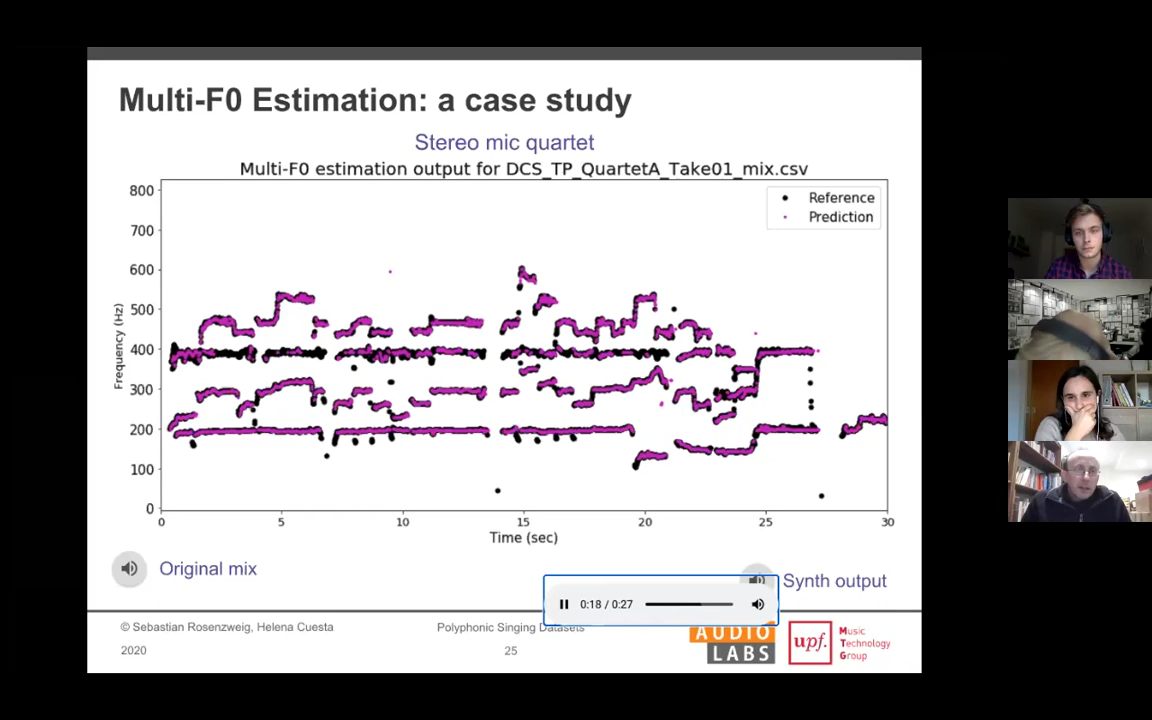 Multi-F0 Estimation: a case study
Stereo mic quartet
Multi-F0 estimation output for DCS_TP_QuartetA_Take01_mix.csv
Reference
Prediction
800
700
600
500
400
300
200
100
0
Frequency (Hz)
0 5 10 15 20 25 30
Time (sec)
Original mix
Synth output
0:18 / 0:27
© Sebastian Rosenzweig, Helena Cuesta
2020
Polyphonic Singing Datasets
25
AUDIO
LABS
upf.
Music
Technology
Group